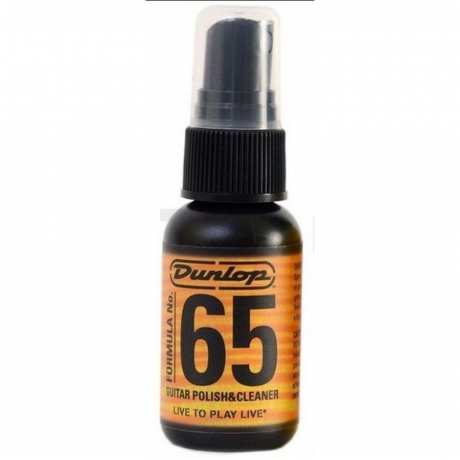 Dunlop
FORMULA No.
65
GUITAR POLISH&CLEANER
LIVE TO PLAY LIVE*